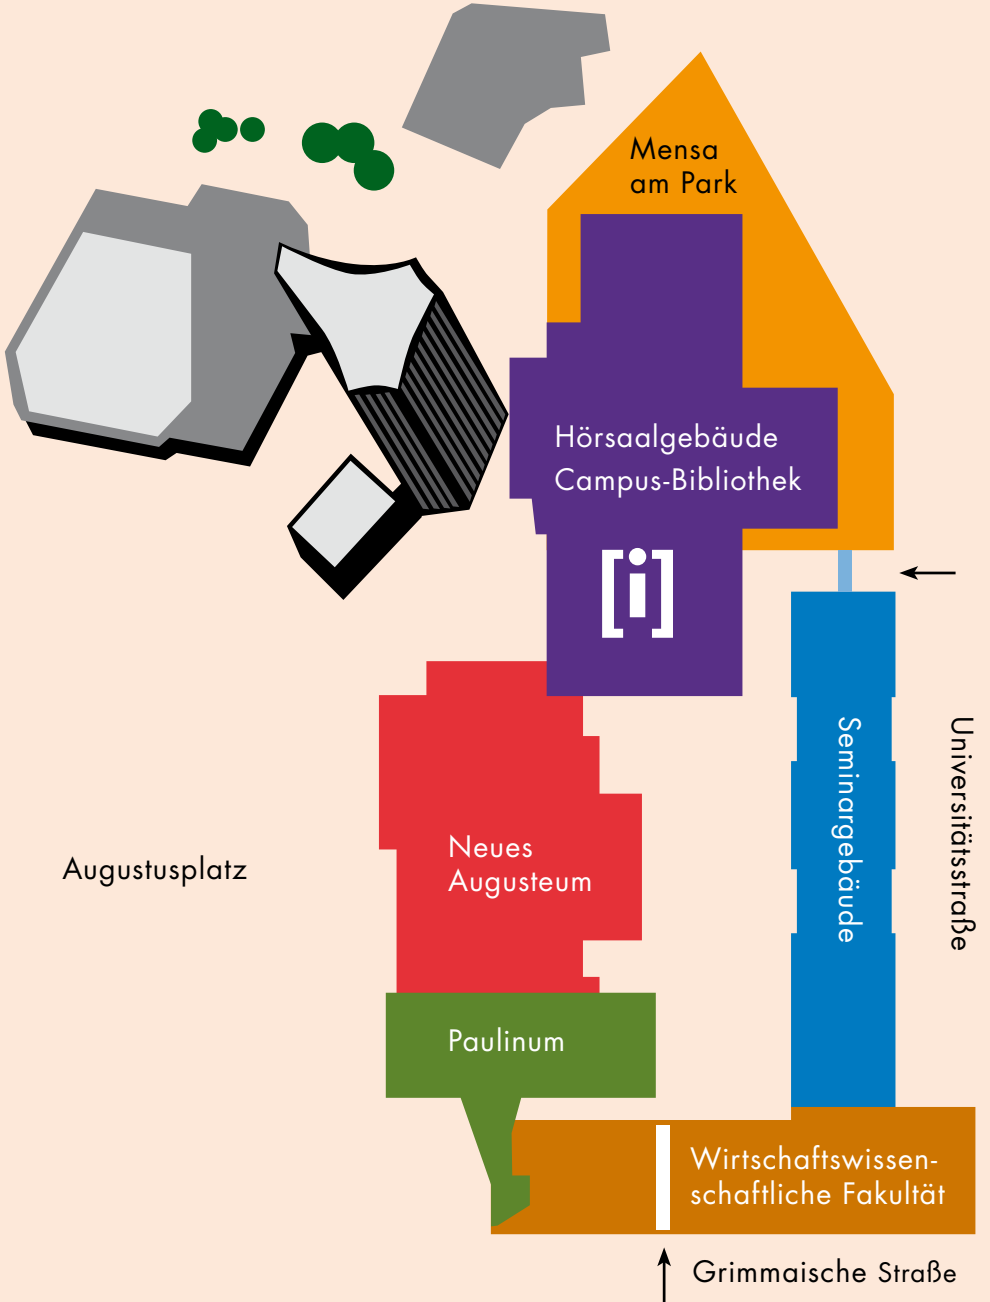 Mensa
am Park
Hörsaalgebäude
Campus-Bibliothek
[i]
Seminargebäude
Universitätsstraße
Neues
Augusteum
Augustusplatz
Paulinum
Wirtschaftswissen-
schaftliche Fakultät
Grimmaische Straße